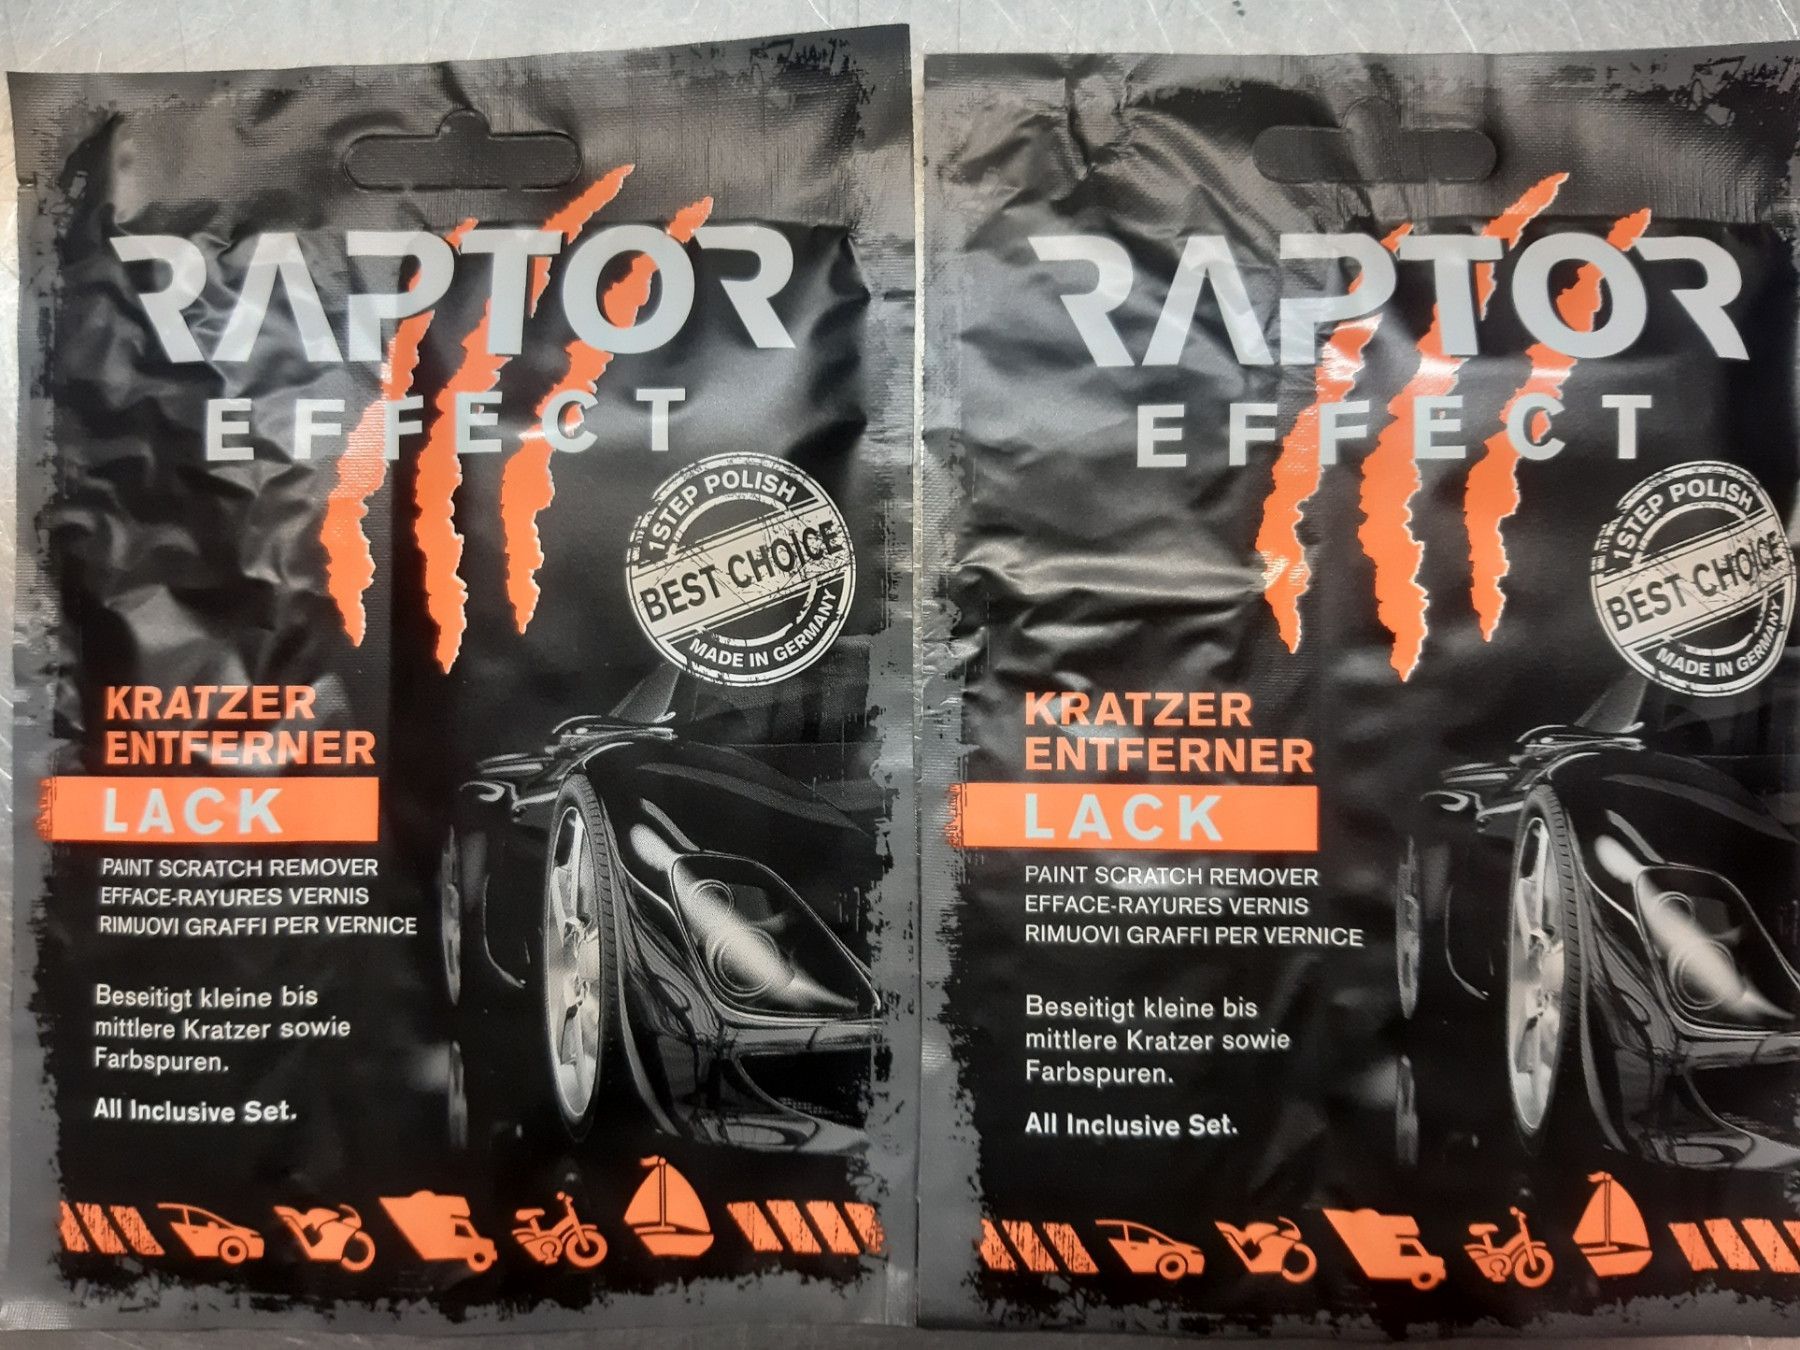 RAPTOR
EFFECT
1STEP POLISH
BEST CHOICE
MADE IN GERMANY
KRATZER
ENTFERNER
LACK
PAINT SCRATCH REMOVER
EFFACE-RAYURES VERNIS
RIMUOVI GRAFFI PER VERNICE
Beseitigt kleine bis
mittlere Kratzer sowie
Farbspuren.
All Inclusive Set.
RAPTOR
EFFECT
1STEP POLISH
BEST CHOICE
MADE IN GERMANY
KRATZER
ENTFERNER
LACK
PAINT SCRATCH REMOVER
EFFACE-RAYURES VERNIS
RIMUOVI GRAFFI PER VERNICE
Beseitigt kleine bis
mittlere Kratzer sowie
Farbspuren.
All Inclusive Set.